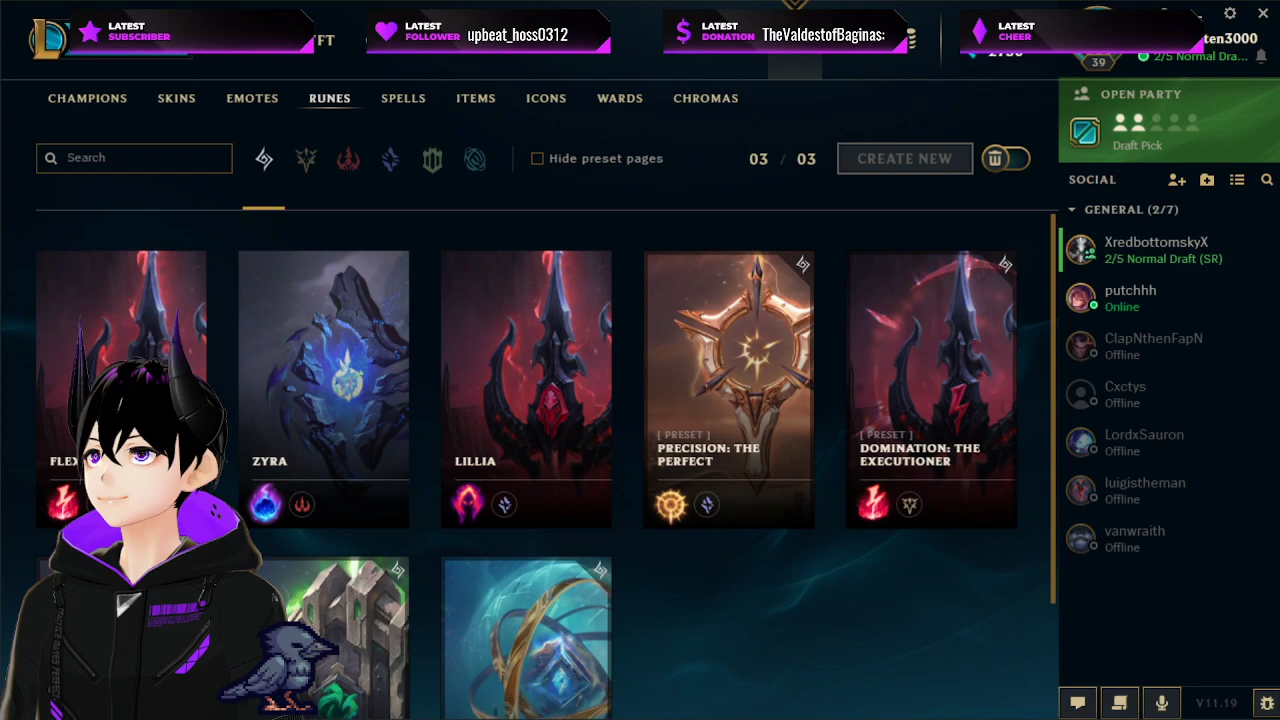 LATEST
SUBSCRIBER
LATEST
FOLLOWER upbeat_hoss0312
LATEST
DONATION TheValdestofBaginas:
LATEST
CHEER
39
2/5 Normal Dra...
CHAMPIONS SKINS EMOTES RUNES SPELLS ITEMS ICONS WARDS CHROMAS
OPEN PARTY
Draft Pick
Search
Hide preset pages
03 / 03
CREATE NEW
SOCIAL
GENERAL (2/7)
XredbottomskyX
2/5 Normal Draft (SR)
putchhh
Online
ClapNthenFapN
Offline
Cxctys
Offline
LordxSauron
Offline
luigistheman
Offline
vanwraith
Offline
ZYRA
LILLIA
[ PRESET ]
PRECISION: THE
PERFECT
[ PRESET ]
DOMINATION: THE
EXECUTIONER
V11.19